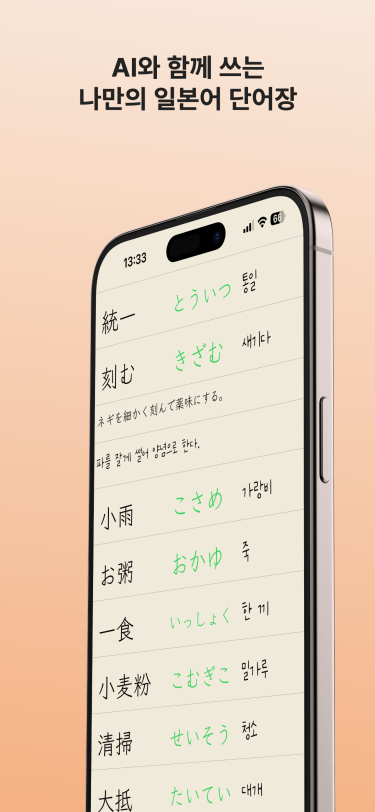 AI와 함께 쓰는
나만의 일본어 단어장
13:33 66
統一 とういつ 통일
刻む きざむ 새기다
ネギを細かく刻んで薬味にする。
파를 잘게 썰어 양념으로 한다.
小雨 こさめ 가랑비
お粥 おかゆ 죽
一食 いっしょく 한 끼
小麦粉 こむぎこ 밀가루
清掃 せいそう 청소
大抵 たいてい 대개